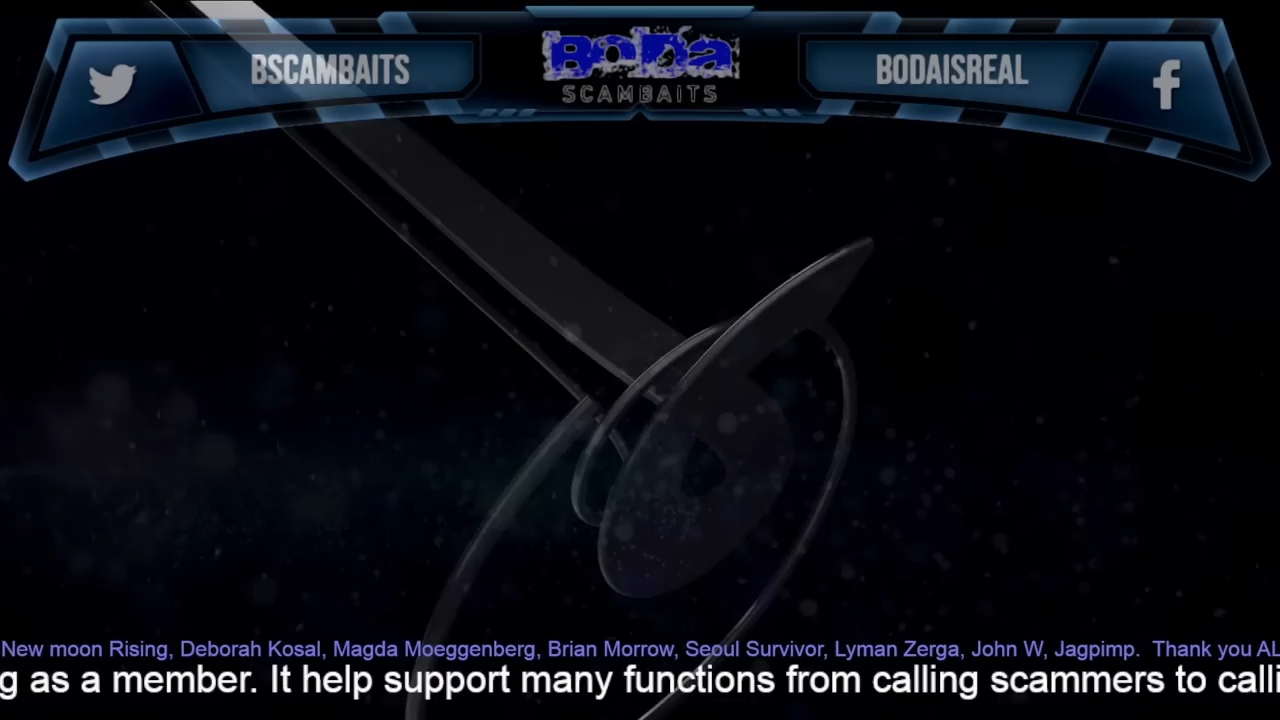 BSCAMBAITS
BODa
SCAMBAITS
BODAISREAL
New moon Rising, Deborah Kosal, Magda Moeggenberg, Brian Morrow, Seoul Survivor, Lyman Zerga, John W, Jagpimp. Thank you AL
g as a member. It help support many functions from calling scammers to calli